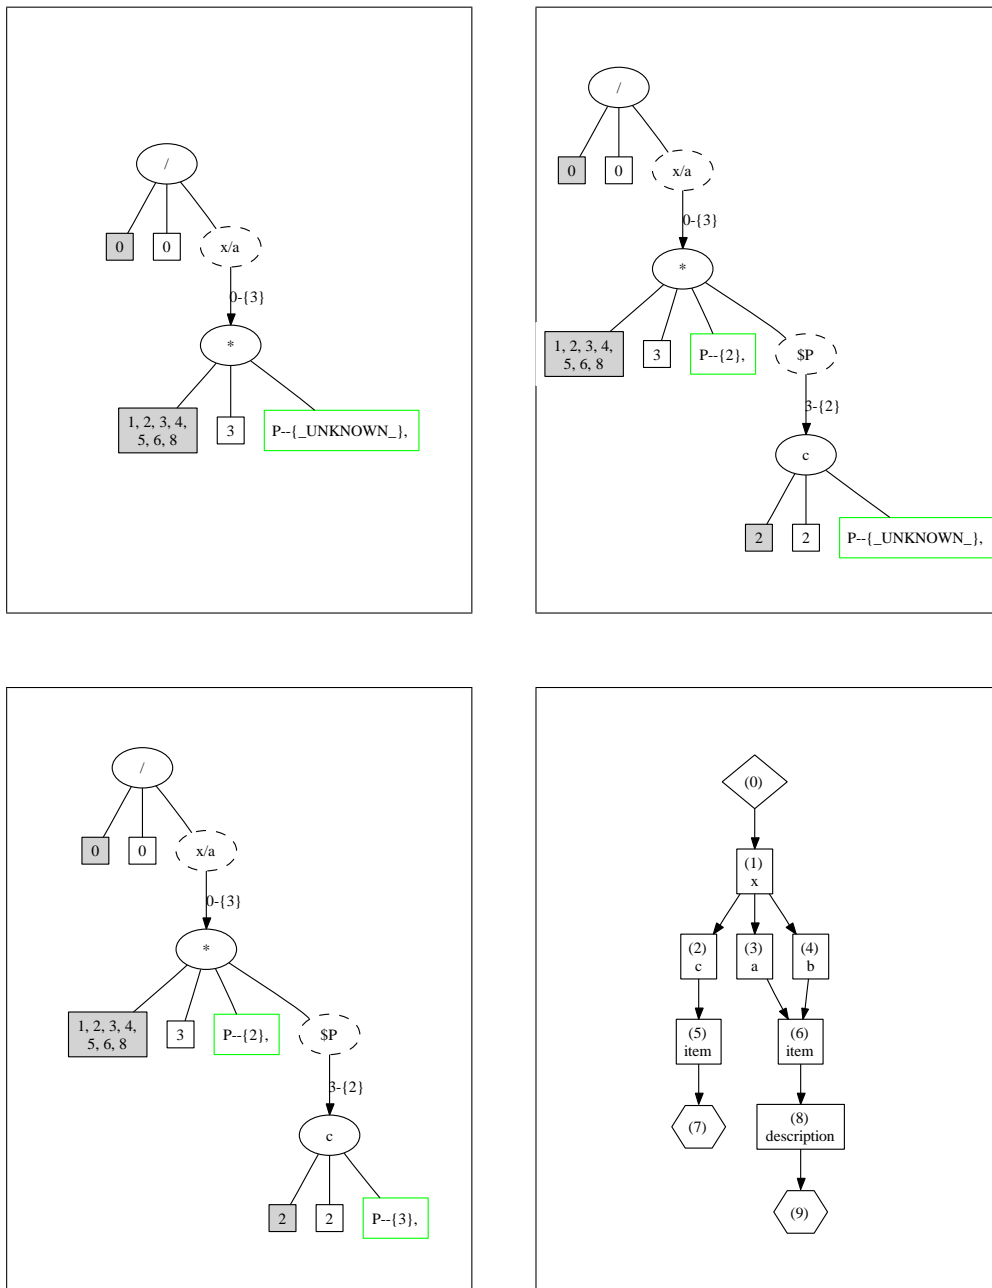 /
0
0
x/a
0-{3}
*
1, 2, 3, 4,
5, 6, 8
3
P--{_UNKNOWN_},
/
0
0
x/a
0-{3}
*
1, 2, 3, 4,
5, 6, 8
3
P--{2},
$P
3-{2}
c
2
2
P--{_UNKNOWN_},
/
0
0
x/a
0-{3}
*
1, 2, 3, 4,
5, 6, 8
3
P--{2},
$P
3-{2}
c
2
2
P--{3},
(0)
(1)
x
(2)
c
(3)
a
(4)
b
(5)
item
(6)
item
(7)
(8)
description
(9)